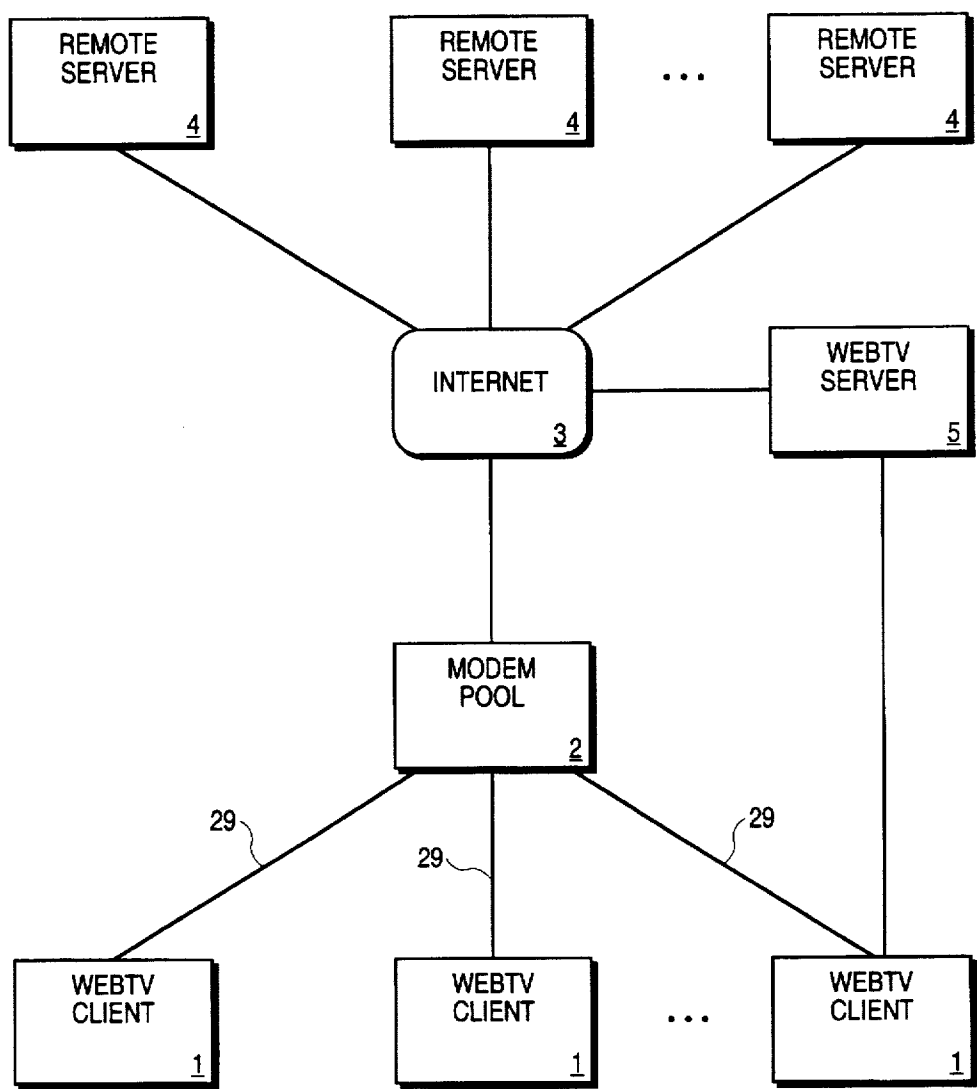 REMOTE
SERVER
4
REMOTE
SERVER
4
...
REMOTE
SERVER
4
INTERNET
3
WEBTV
SERVER
5
MODEM
POOL
2
29
29
29
WEBTV
CLIENT
1
WEBTV
CLIENT
1
...
WEBTV
CLIENT
1